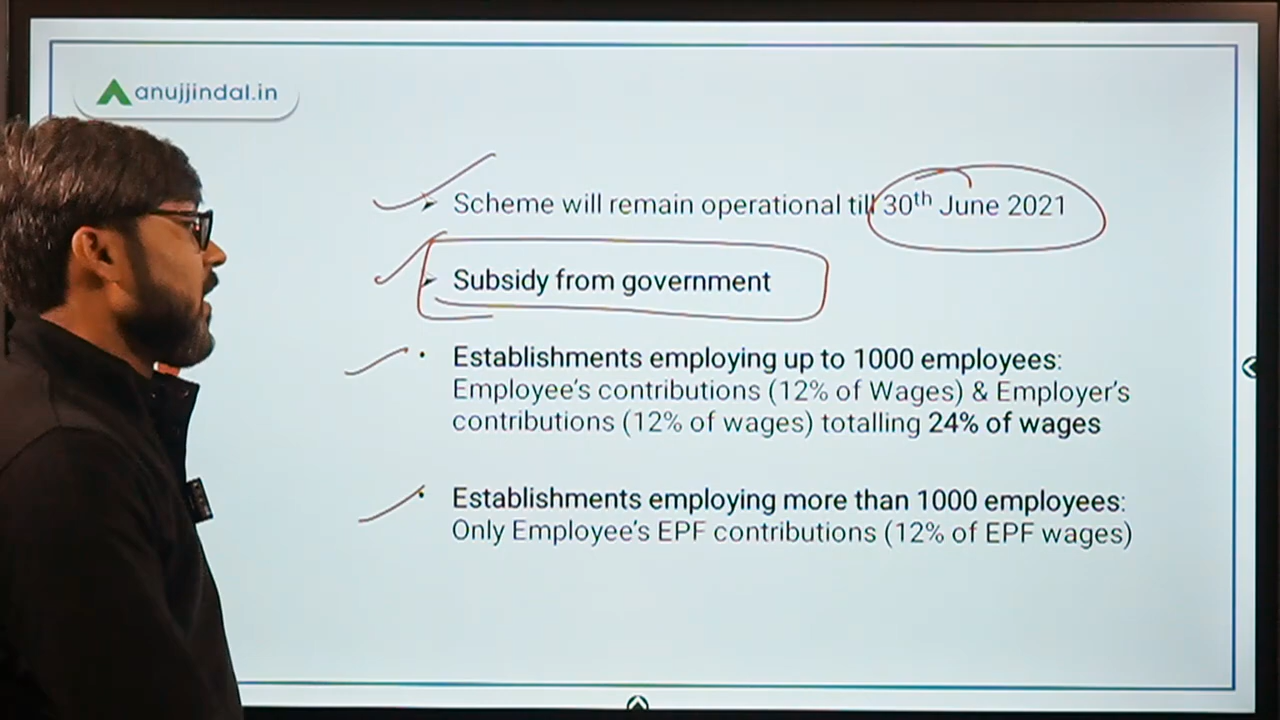 anujjindal.in
Scheme will remain operational till 30th June 2021
Subsidy from government
Establishments employing up to 1000 employees:
Employee's contributions (12% of Wages) & Employer's
contributions (12% of wages) totalling 24% of wages
Establishments employing more than 1000 employees:
Only Employee's EPF contributions (12% of EPF wages)